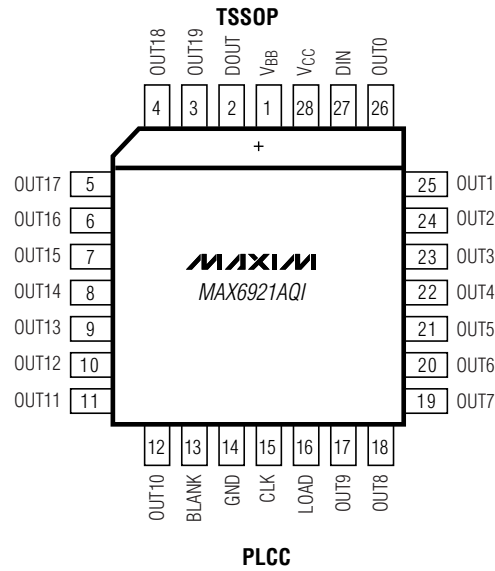 TSSOP
OUT18 OUT19 DOUT VBB VCC DIN OUT0
4 3 2 1 28 27 26
+
OUT17 5 25 OUT1
OUT16 6 24 OUT2
OUT15 7 23 OUT3
MAXIM
OUT14 8 MAX6921AQI 22 OUT4
OUT13 9 21 OUT5
OUT12 10 20 OUT6
OUT11 11 19 OUT7
12 13 14 15 16 17 18
OUT10 BLANK GND CLK LOAD OUT9 OUT8
PLCC